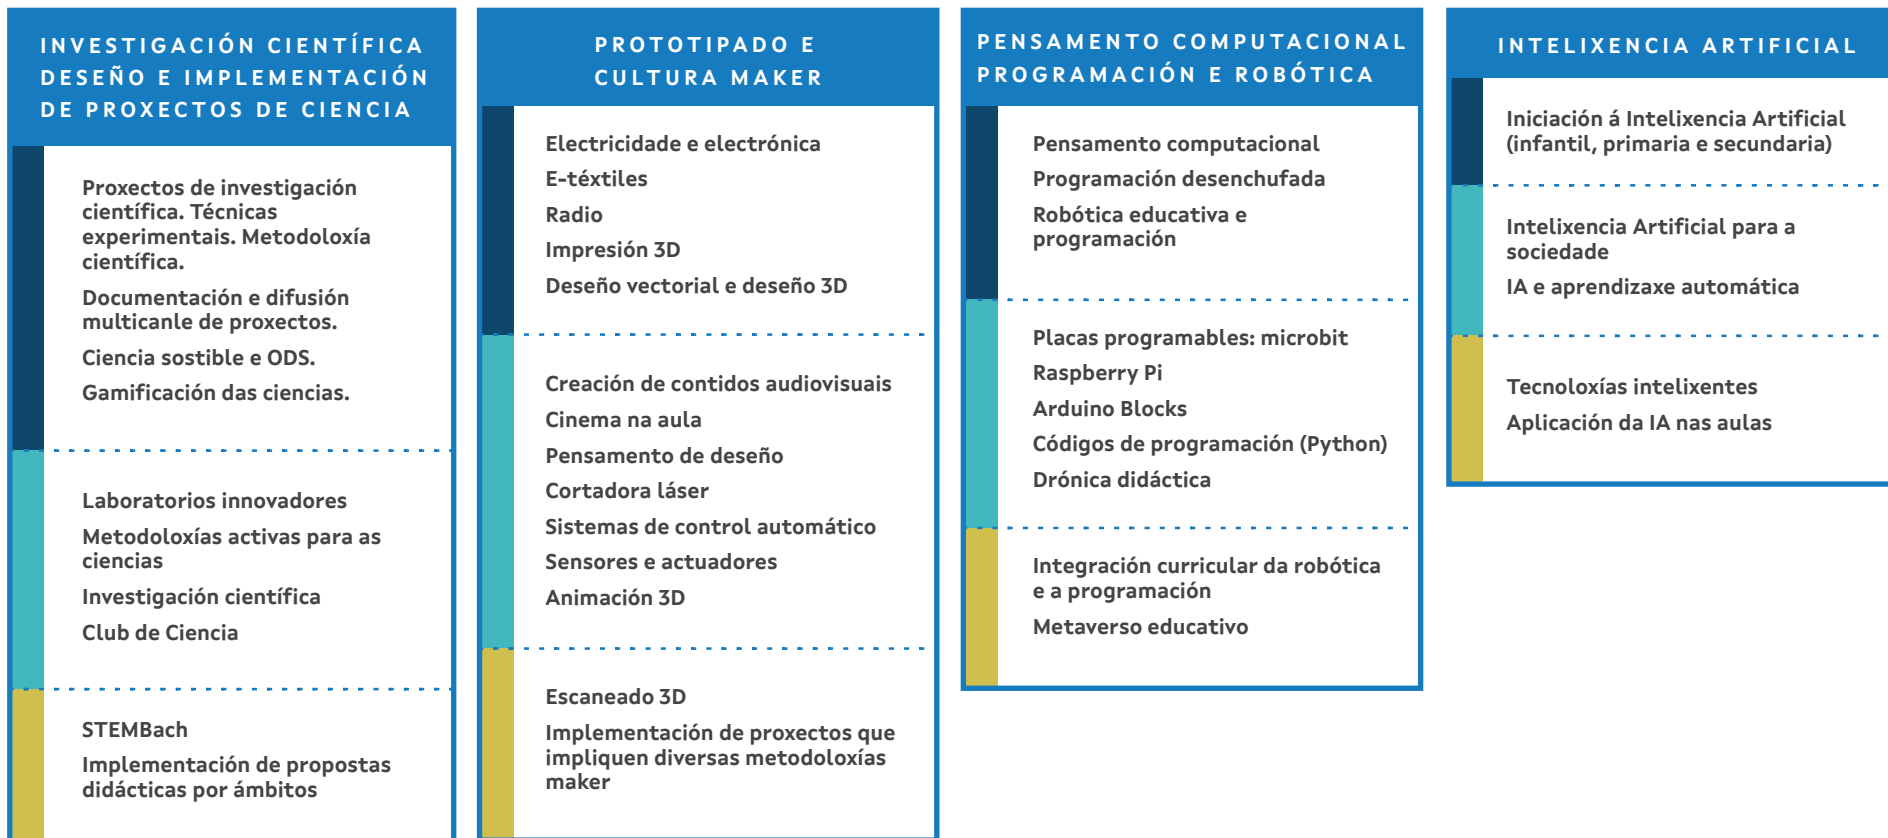 INVESTIGACIÓN CIENTÍFICA
DESEÑO E IMPLEMENTACIÓN
DE PROXECTOS DE CIENCIA
Proxectos de investigación
científica. Técnicas
experimentais. Metodoloxía
científica.
Documentación e difusión
multicanle de proxectos.
Ciencia sostible e ODS.
Gamificación das ciencias.
Laboratorios innovadores
Metodoloxías activas para as
ciencias
Investigación científica
Club de Ciencia
STEMBach
Implementación de propostas
didácticas por ámbitos
PROTOTIPADO E
CULTURA MAKER
Electricidade e electrónica
E-téxtiles
Radio
Impresión 3D
Deseño vectorial e deseño 3D
Creación de contidos audiovisuais
Cinema na aula
Pensamento de deseño
Cortadora láser
Sistemas de control automático
Sensores e actuadores
Animación 3D
Escaneado 3D
Implementación de proxectos que
impliquen diversas metodoloxías
maker
PENSAMENTO COMPUTACIONAL
PROGRAMACIÓN E ROBÓTICA
Pensamento computacional
Programación desenchufada
Robótica educativa e
programación
Placas programables: microbit
Raspberry Pi
Arduino Blocks
Códigos de programación (Python)
Drónica didáctica
Integración curricular da robótica
e a programación
Metaverso educativo
INTELIXENCIA ARTIFICIAL
Iniciación á Intelixencia Artificial
(infantil, primaria e secundaria)
Intelixencia Artificial para a
sociedade
IA e aprendizaxe automática
Tecnoloxías intelixentes
Aplicación da IA nas aulas